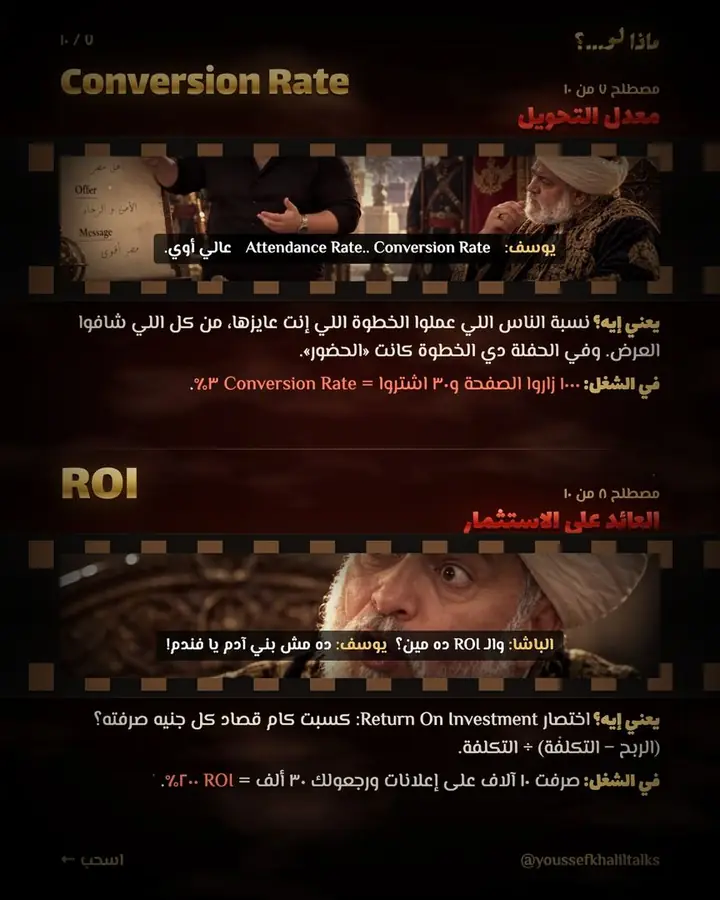 ماذا لو...؟
٥ / ١٠
Conversion Rate
مصطلح ٧ من ١٠
معدل التحويل
Offer
الأمن و الرخاء
Message
يوسف: Attendance Rate.. Conversion Rate عالي أوي.
يعني إيه؟ نسبة الناس اللي عملوا الخطوة اللي إنت عايزها، من كل اللي شافوا
العرض. وفي الحفلة دي الخطوة كانت «الحضور».
في الشغل: ١٠٠٠ زاروا الصفحة و٣٠ اشتروا = Conversion Rate ٣%.
ROI
مصطلح ٨ من ١٠
العائد على الاستثمار
الباشا: والـ ROI ده مين؟ يوسف: ده مش بني آدم يا فندم!
يعني إيه؟ اختصار Return On Investment: كسبت كام قصاد كل جنيه صرفته؟
(الربح – التكلفة) ÷ التكلفة.
في الشغل: صرفت ١٠ آلاف على إعلانات ورجعولك ٣٠ ألف = ROI ٢٠٠%.
@youssefkhaliltalks
اسحب ←